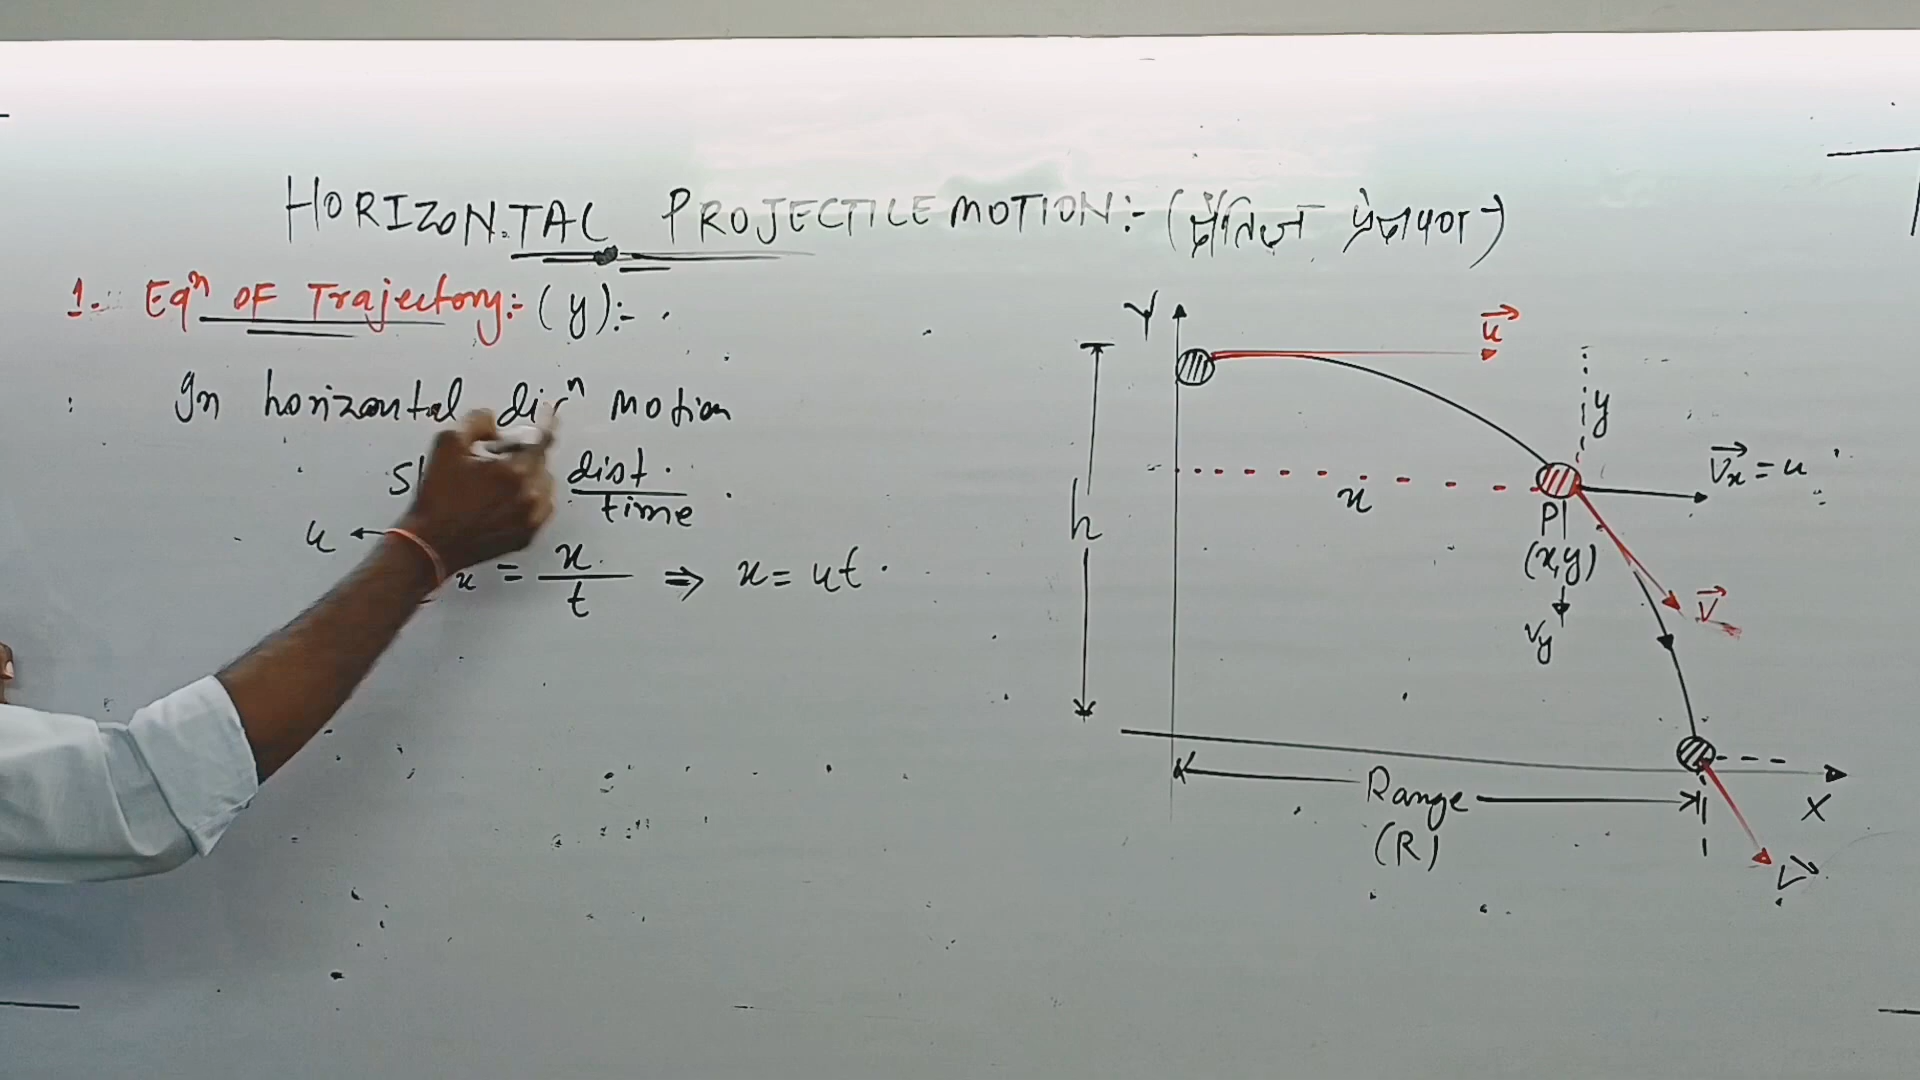 HORIZONTAL PROJECTILE MOTION:- (क्षैतिज प्रक्षेपण)
1. Eqⁿ OF Trajectory:- (y):-
In horizontal dirⁿ motion
dist.
time
u ←
x = x/t ⇒ x = ut.
Y
u⃗
y
V⃗x = u
x
h
P
(x,y)
Vy
V⃗
Range
(R)
X
V⃗